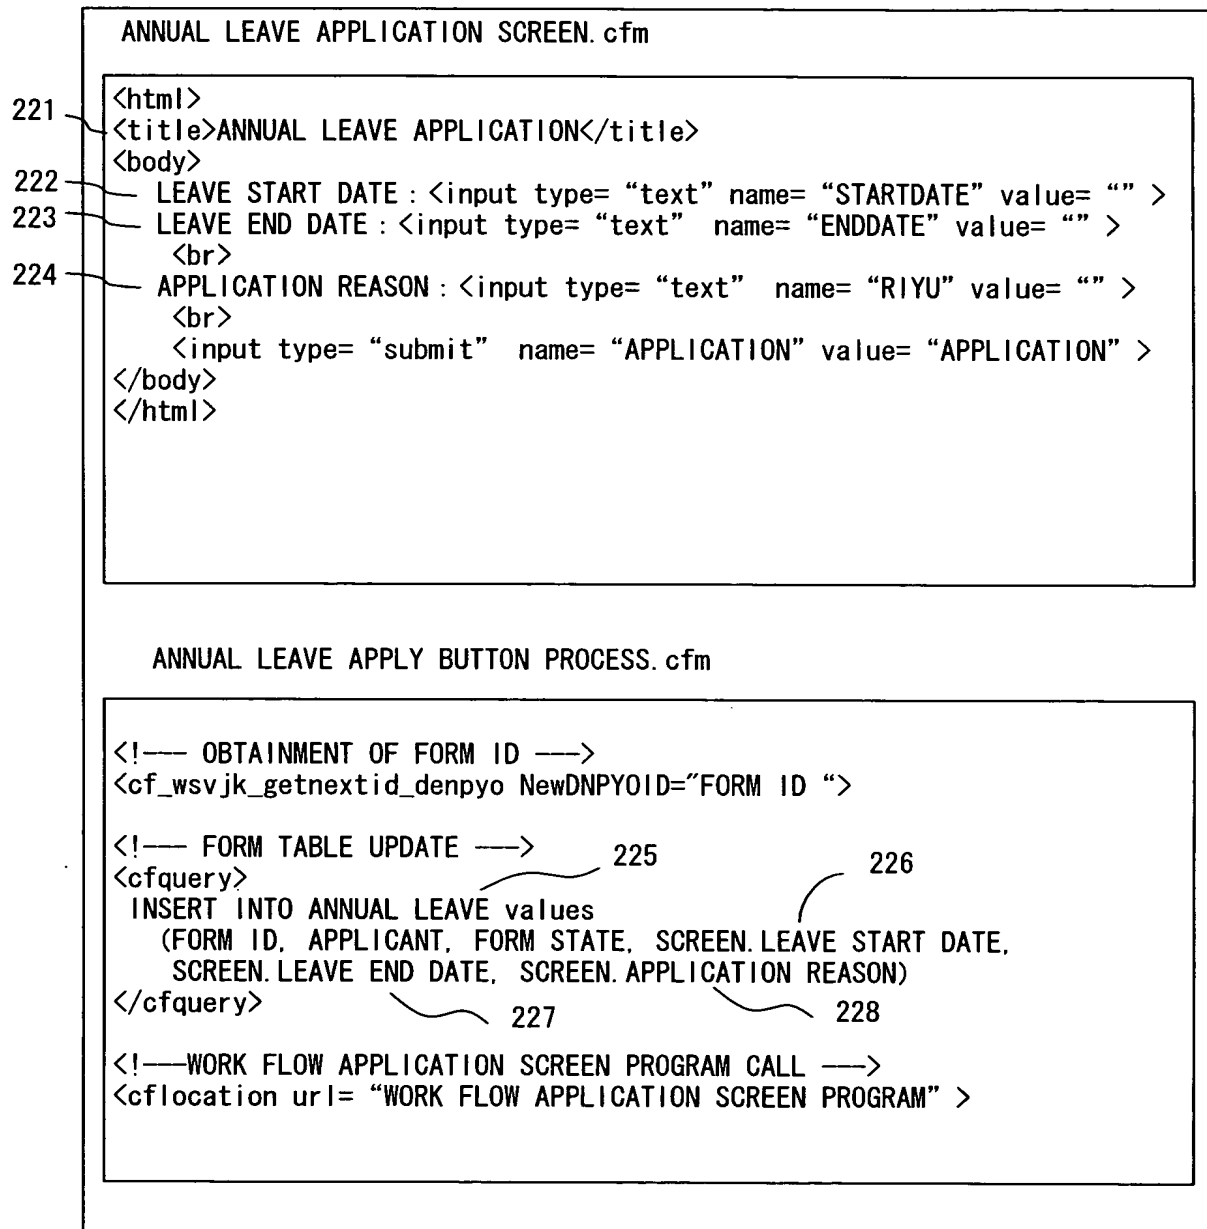 ANNUAL LEAVE APPLICATION SCREEN.cfm
<html>
221
<title>ANNUAL LEAVE APPLICATION</title>
<body>
222 LEAVE START DATE : <input type= “text” name= “STARTDATE” value= “” >
223 LEAVE END DATE : <input type= “text” name= “ENDDATE” value= “” >
<br>
224 APPLICATION REASON : <input type= “text” name= “RIYU” value= “” >
<br>
<input type= “submit” name= “APPLICATION” value= “APPLICATION” >
</body>
</html>
ANNUAL LEAVE APPLY BUTTON PROCESS.cfm
<!--- OBTAINMENT OF FORM ID --->
<cf_wsvjk_getnextid_denpyo NewDNPYOID="FORM ID “>
<!--- FORM TABLE UPDATE --->
225
226
<cfquery>
INSERT INTO ANNUAL LEAVE values
(FORM ID, APPLICANT, FORM STATE, SCREEN.LEAVE START DATE,
SCREEN.LEAVE END DATE, SCREEN.APPLICATION REASON)
</cfquery>
227
228
<!---WORK FLOW APPLICATION SCREEN PROGRAM CALL --->
<cflocation url= “WORK FLOW APPLICATION SCREEN PROGRAM” >